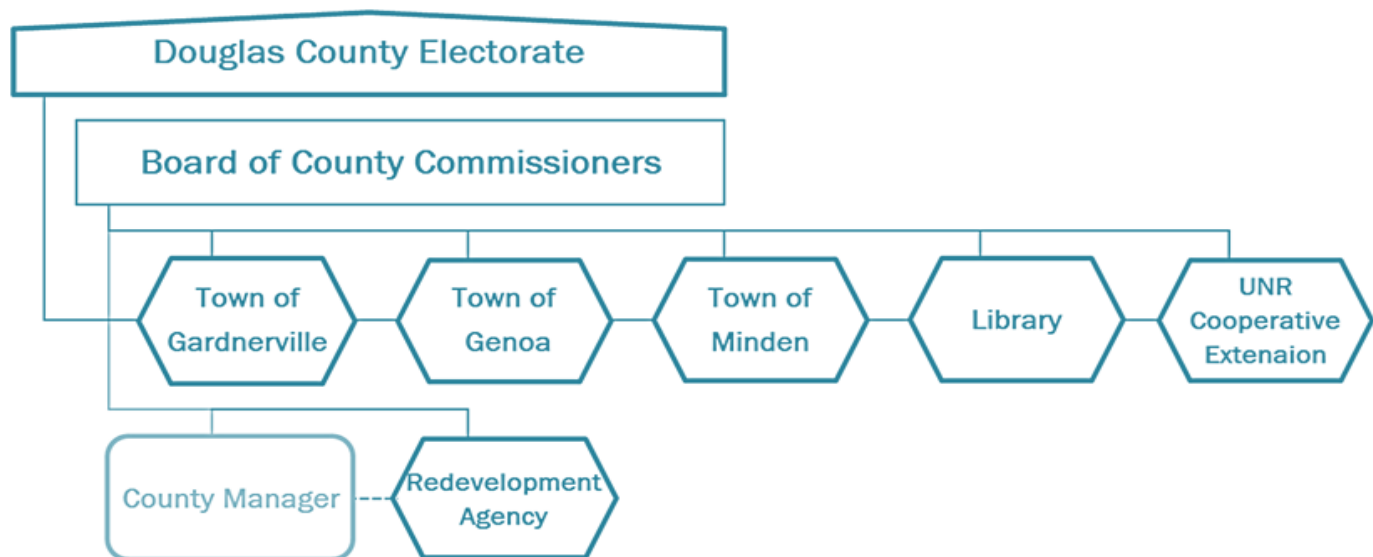 Douglas County Electorate
Board of County Commissioners
Town of
Gardnerville
Town of
Genoa
Town of
Minden
Library
UNR
Cooperative
Extenaion
County Manager
Redevelopment
Agency